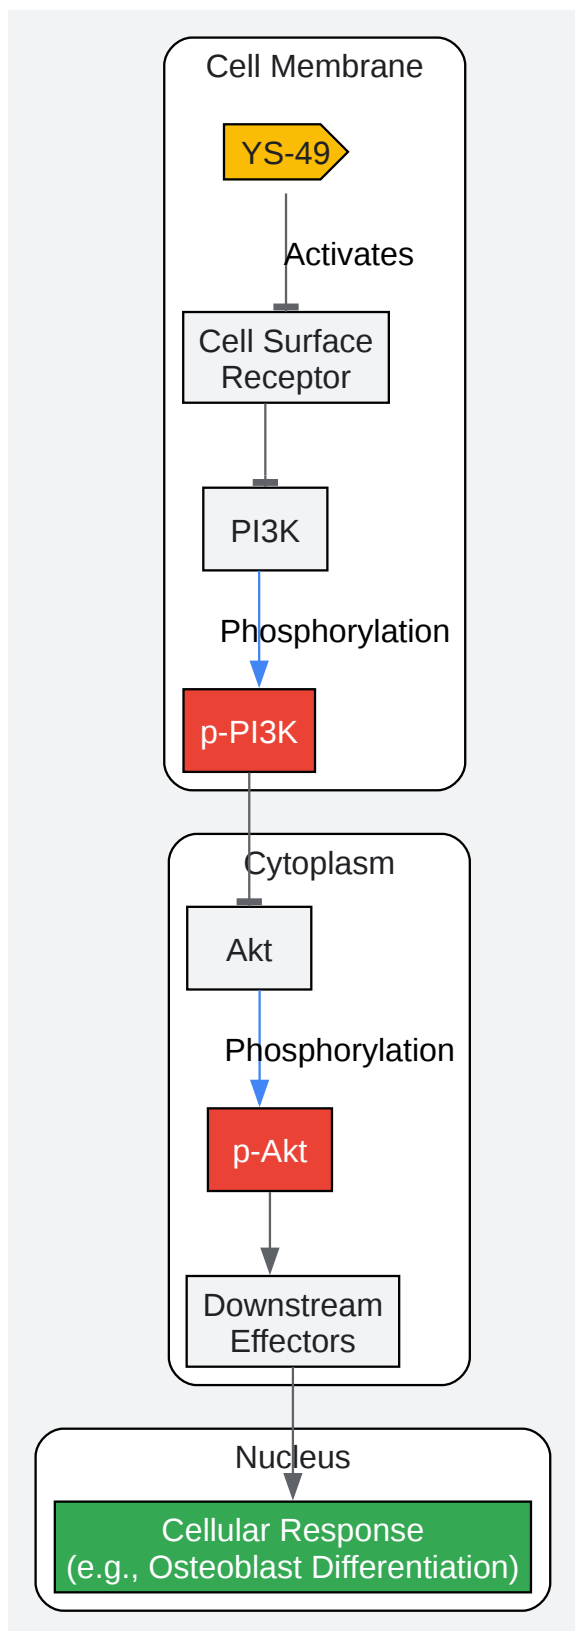 Cell Membrane
YS-49
Activates
Cell Surface
Receptor
PI3K
Phosphorylation
p-PI3K
Cytoplasm
Akt
Phosphorylation
p-Akt
Downstream
Effectors
Nucleus
Cellular Response
(e.g., Osteoblast Differentiation)